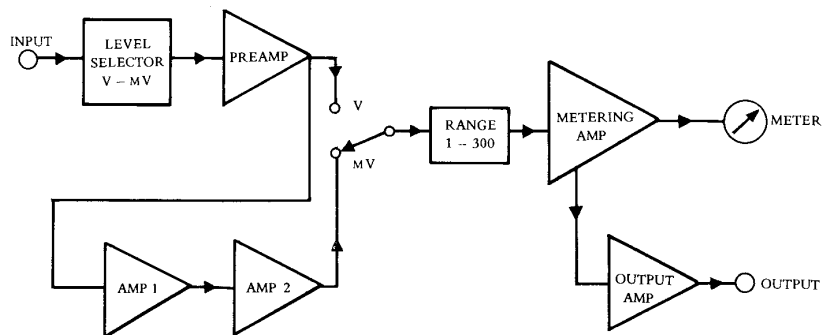 INPUT
LEVEL
SELECTOR
V – MV
PREAMP
V
MV
RANGE
1 -- 300
METERING
AMP
METER
AMP 1
AMP 2
OUTPUT
AMP
OUTPUT